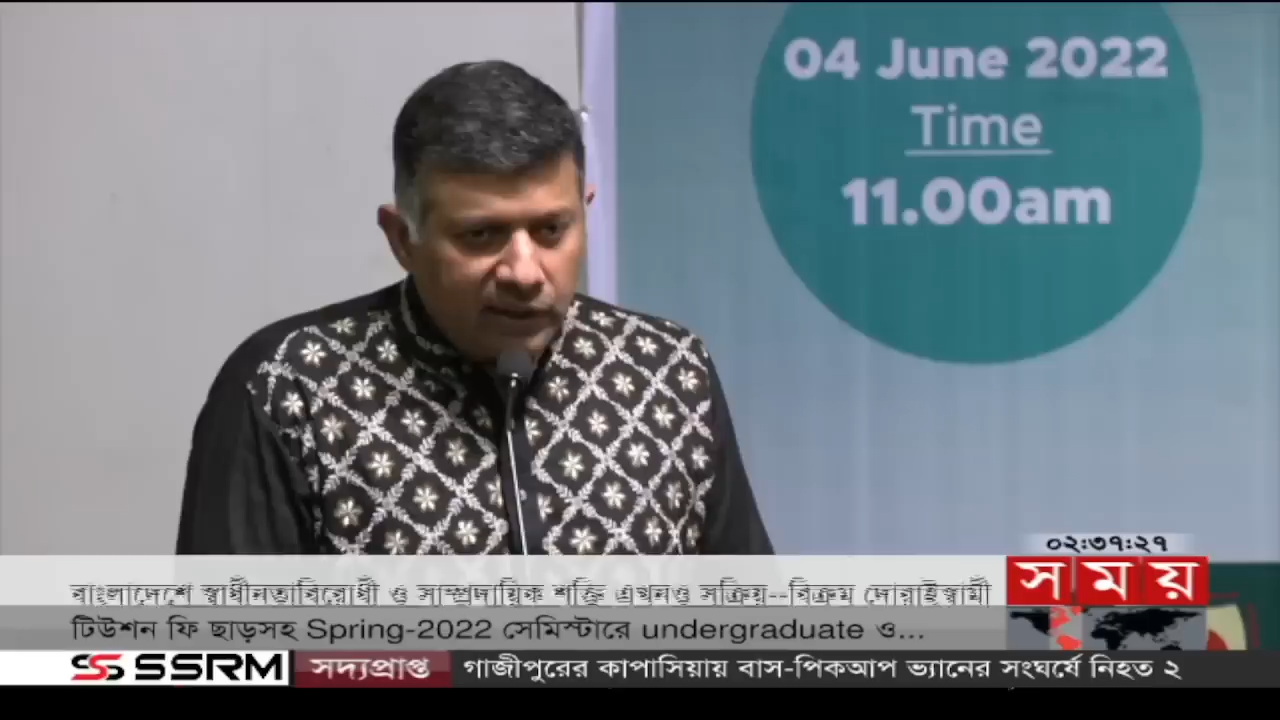 04 June 2022
Time
11.00am
০২:৩৭:২৭
সময়
বাংলাদেশে স্বাধীনতাবিরোধী ও সাম্প্রদায়িক শক্তি এখনও সক্রিয়--বিক্রম দোরাইস্বামী
টিউশন ফি ছাড়সহ Spring-2022 সেমিস্টারে undergraduate ও...
SSRM
সদ্যপ্রাপ্ত
গাজীপুরের কাপাসিয়ায় বাস-পিকআপ ভ্যানের সংঘর্ষে নিহত ২